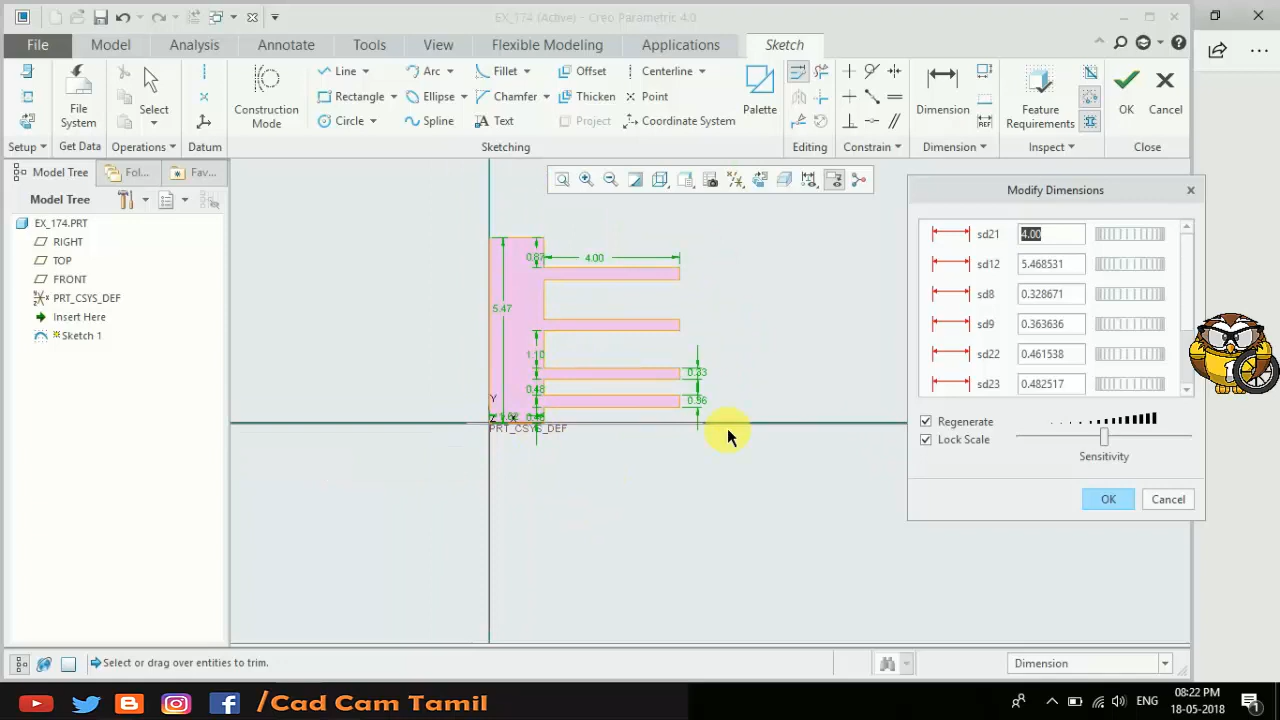 EX_174 (Active) - Creo Parametric 4.0
File Model Analysis Annotate Tools View Flexible Modeling Applications Sketch
Line Arc Fillet Offset Centerline
Rectangle Ellipse Chamfer Thicken Point
Circle Spline Text Project Coordinate System
File System
Select
Construction Mode
Palette
Dimension
Feature Requirements
OK Cancel
Setup Get Data Operations Datum Sketching Editing Constrain Dimension Inspect Close
Model Tree Fol... Fav...
Model Tree
EX_174.PRT
RIGHT
TOP
FRONT
PRT_CSYS_DEF
Insert Here
Sketch 1
4.00
5.47
1.10
0.33
0.48
0.36
Y
Z X
PRT_CSYS_DEF
Modify Dimensions
sd21 4.00
sd12 5.468531
sd8 0.328671
sd9 0.363636
sd22 0.461538
sd23 0.482517
Regenerate
Lock Scale
Sensitivity
OK Cancel
Select or drag over entities to trim.
Dimension
/Cad Cam Tamil
ENG
08:22 PM
18-05-2018
1